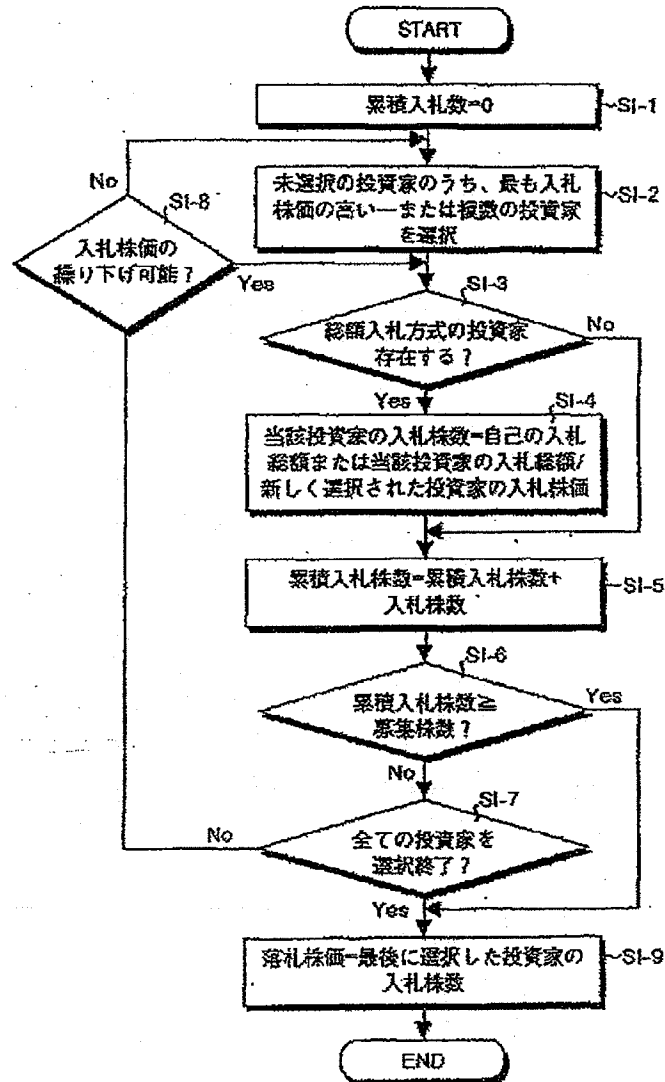 START
累積入札数=0
SI-1
No
SI-8
入札株価の
繰り下げ可能？
Yes
未選択の投資家のうち、最も入札
株価の高い一または複数の投資家
を選択
SI-2
SI-3
総額入札方式の投資家
存在する？
No
Yes
SI-4
当該投資家の入札株数=自己の入札
総額または当該投資家の入札総額/
新しく選択された投資家の入札株価
累積入札株数=累積入札株数+
入札株数
SI-5
SI-6
累積入札株数≧
募集株数？
Yes
No
SI-7
全ての投資家を
選択終了？
No
Yes
落札株価=最後に選択した投資家の
入札株数
SI-9
END